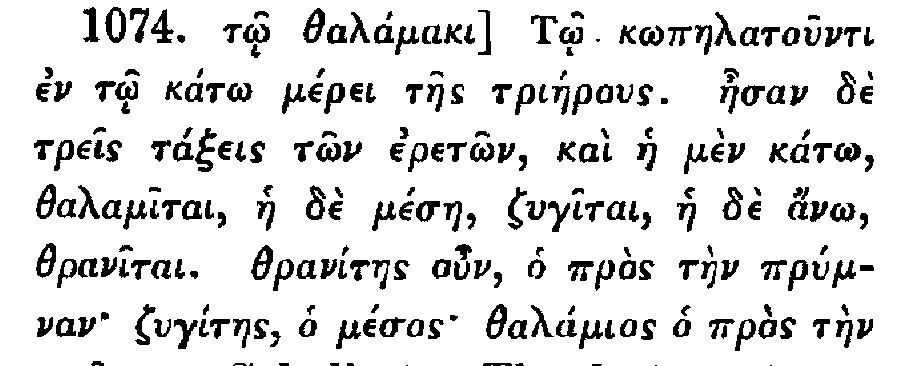 1074. τῷ θαλάμακι] Τῷ κωπηλατοῦντι
ἐν τῷ κάτω μέρει τῆς τριήρους. ἦσαν δὲ
τρεῖς τάξεις τῶν ἐρετῶν, καὶ ἡ μὲν κάτω,
θαλαμῖται, ἡ δὲ μέση, ζυγῖται, ἡ δὲ ἄνω,
θρανῖται. θρανίτης οὖν, ὁ πρὸς τὴν πρύμ-
ναν· ζυγίτης, ὁ μέσος· θαλάμιος ὁ πρὸς τὴν